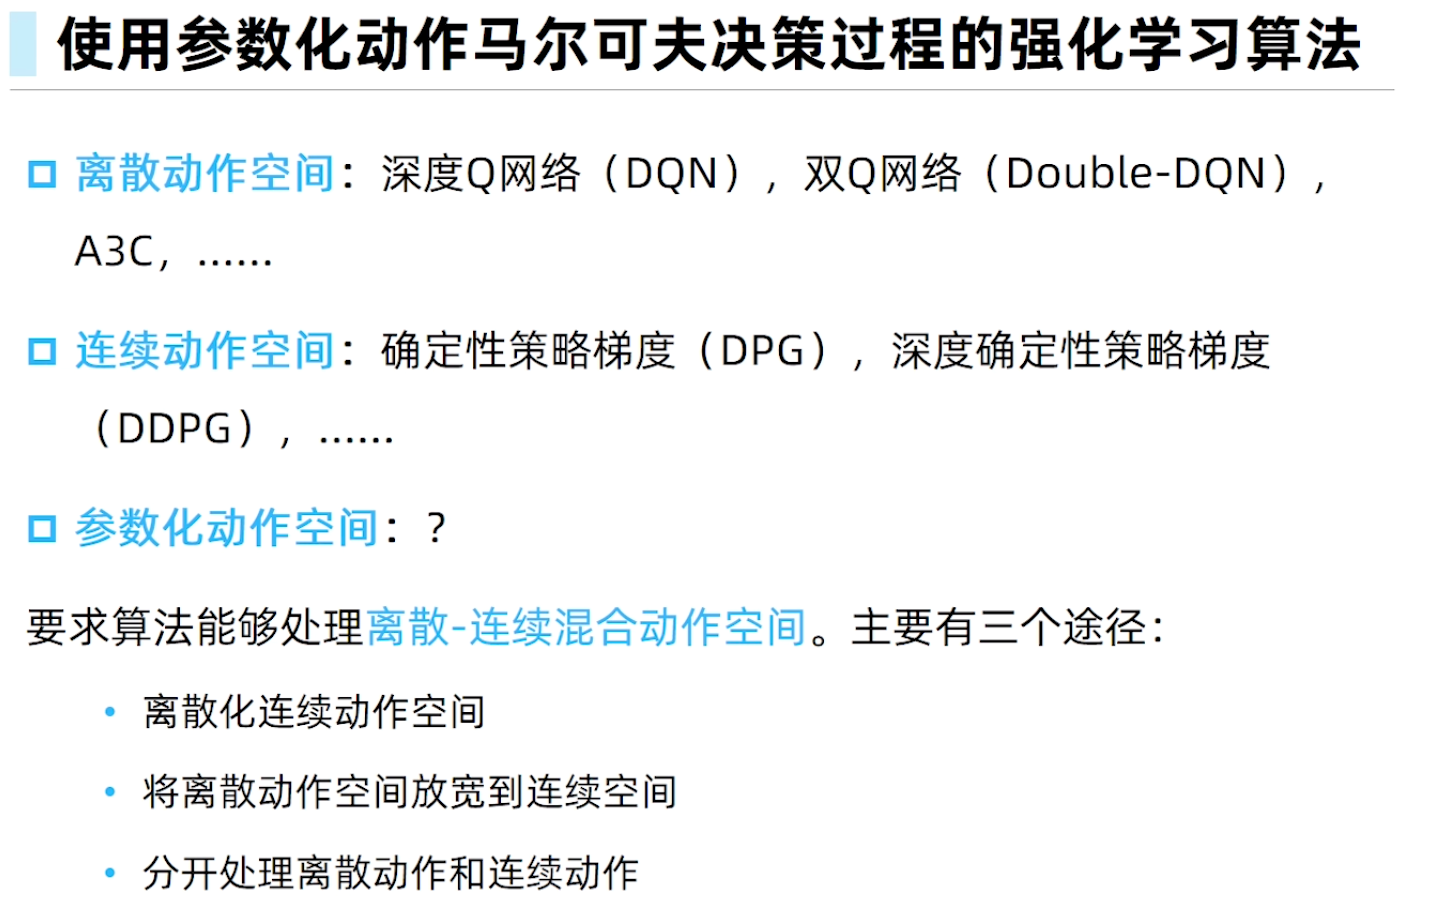 使用参数化动作马尔可夫决策过程的强化学习算法
离散动作空间：深度Q网络（DQN），双Q网络（Double-DQN），
A3C，……
连续动作空间：确定性策略梯度（DPG），深度确定性策略梯度
（DDPG），……
参数化动作空间：？
要求算法能够处理离散-连续混合动作空间。主要有三个途径：
• 离散化连续动作空间
• 将离散动作空间放宽到连续空间
• 分开处理离散动作和连续动作